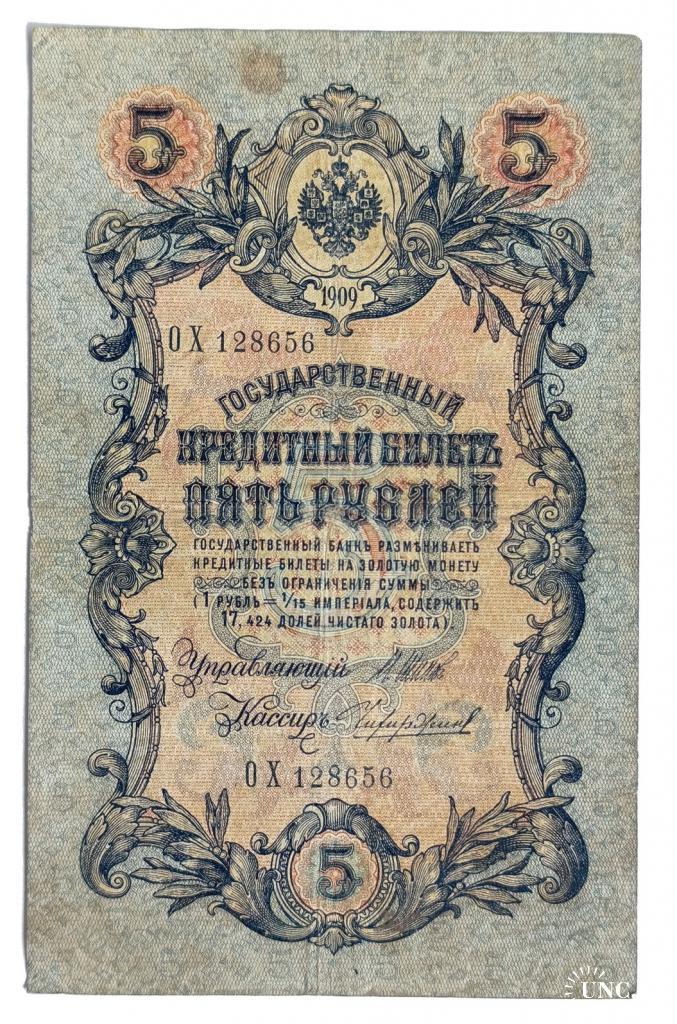 5 5
1909
ОХ 128656
ГОСУДАРСТВЕННЫЙ
КРЕДИТНЫЙ БИЛЕТЪ
ПЯТЬ РУБЛЕЙ
ГОСУДАРСТВЕННЫЙ БАНКЪ РАЗМѢНИВАЕТЪ
КРЕДИТНЫЕ БИЛЕТЫ НА ЗОЛОТУЮ МОНЕТУ
БЕЗЪ ОГРАНИЧЕНІЯ СУММЫ
(1 РУБЛЬ = 1/15 ИМПЕРІАЛА, СОДЕРЖИТЪ
17,424 ДОЛЕЙ ЧИСТАГО ЗОЛОТА).
Управляющій
Кассиръ
ОХ 128656
5
UNC